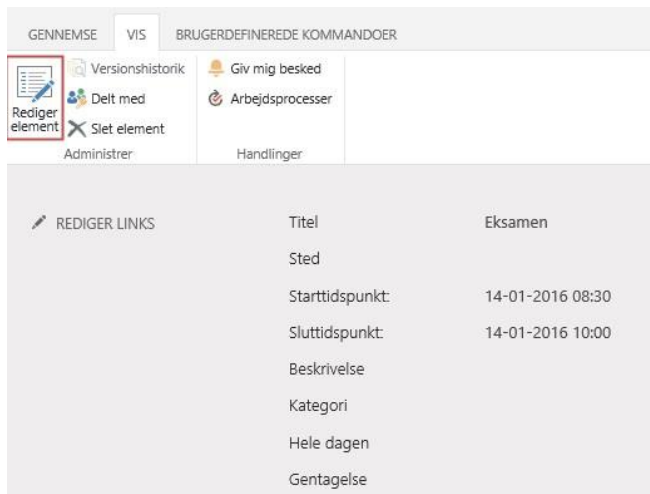 GENNEMSE VIS BRUGERDEFINEREDE KOMMANDOER
Rediger element
Versionshistorik
Delt med
Slet element
Administrer
Giv mig besked
Arbejdsprocesser
Handlinger
REDIGER LINKS
Titel Eksamen
Sted
Starttidspunkt: 14-01-2016 08:30
Sluttidspunkt: 14-01-2016 10:00
Beskrivelse
Kategori
Hele dagen
Gentagelse